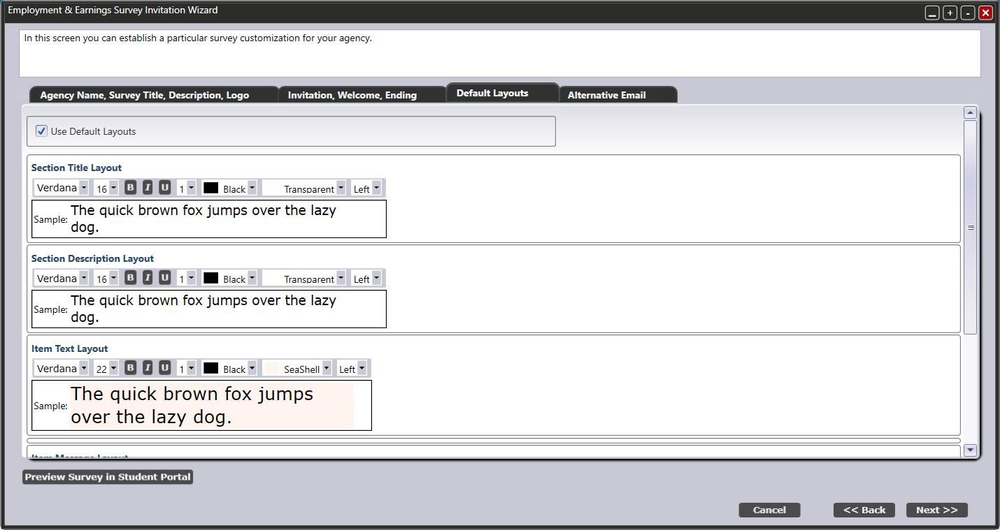 Employment & Earnings Survey Invitation Wizard
In this screen you can establish a particular survey customization for your agency.
Agency Name, Survey Title, Description, Logo
Invitation, Welcome, Ending
Default Layouts
Alternative Email
Use Default Layouts
Section Title Layout
Verdana 16 B I U 1 Black Transparent Left
Sample: The quick brown fox jumps over the lazy
dog.
Section Description Layout
Verdana 16 B I U 1 Black Transparent Left
Sample: The quick brown fox jumps over the lazy
dog.
Item Text Layout
Verdana 22 B I U 1 Black SeaShell Left
Sample: The quick brown fox jumps
over the lazy dog.
Item Message Layout
Preview Survey in Student Portal
Cancel
<< Back
Next >>